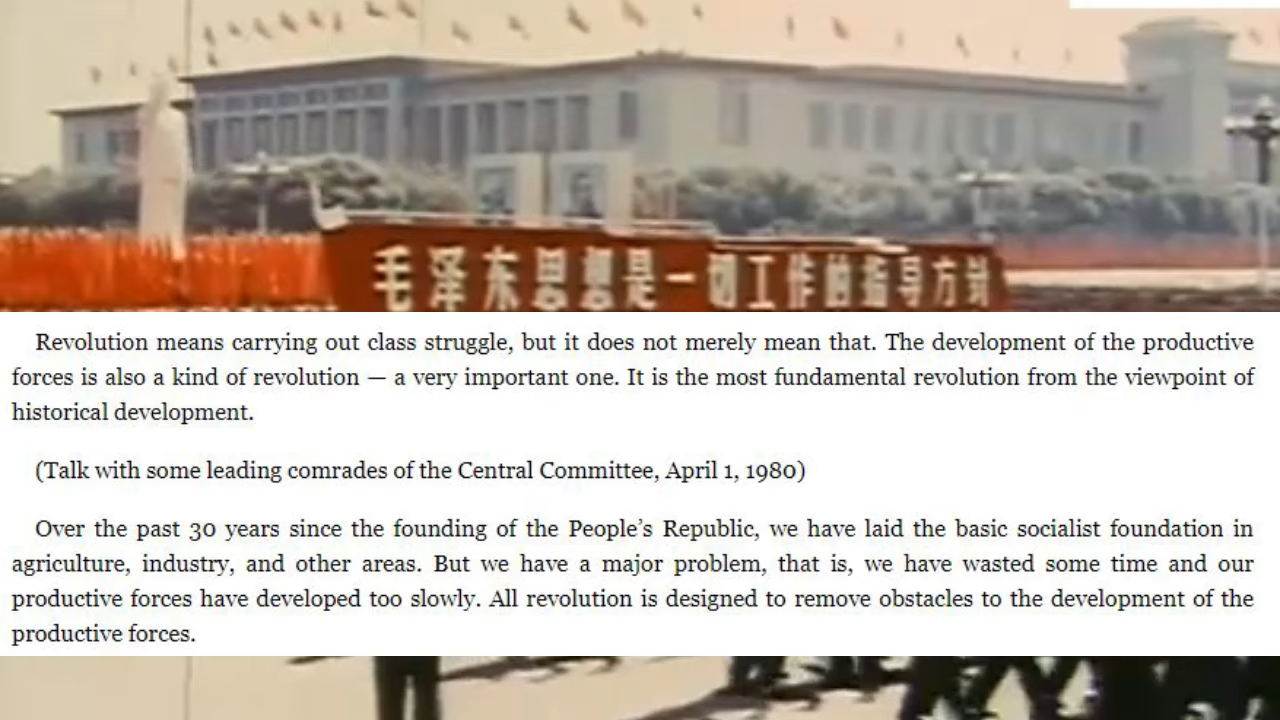 毛泽东思想是一切工作的指导方针
Revolution means carrying out class struggle, but it does not merely mean that. The development of the productive
forces is also a kind of revolution — a very important one. It is the most fundamental revolution from the viewpoint of
historical development.
(Talk with some leading comrades of the Central Committee, April 1, 1980)
Over the past 30 years since the founding of the People’s Republic, we have laid the basic socialist foundation in
agriculture, industry, and other areas. But we have a major problem, that is, we have wasted some time and our
productive forces have developed too slowly. All revolution is designed to remove obstacles to the development of the
productive forces.